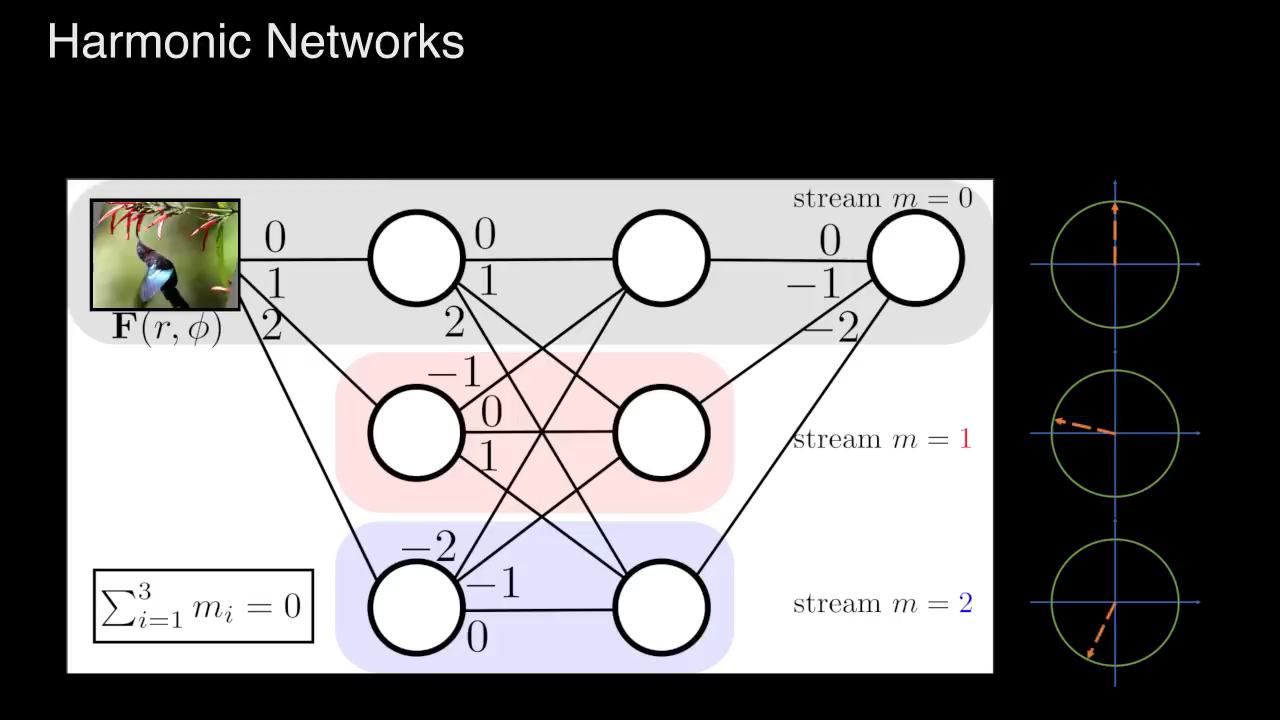 Harmonic Networks
stream m = 0
0
1
2
0
1
2
0
−1
−2
F(r, ϕ)
−1
0
1
stream m = 1
−2
−1
0
stream m = 2
∑³ᵢ₌₁ mᵢ = 0